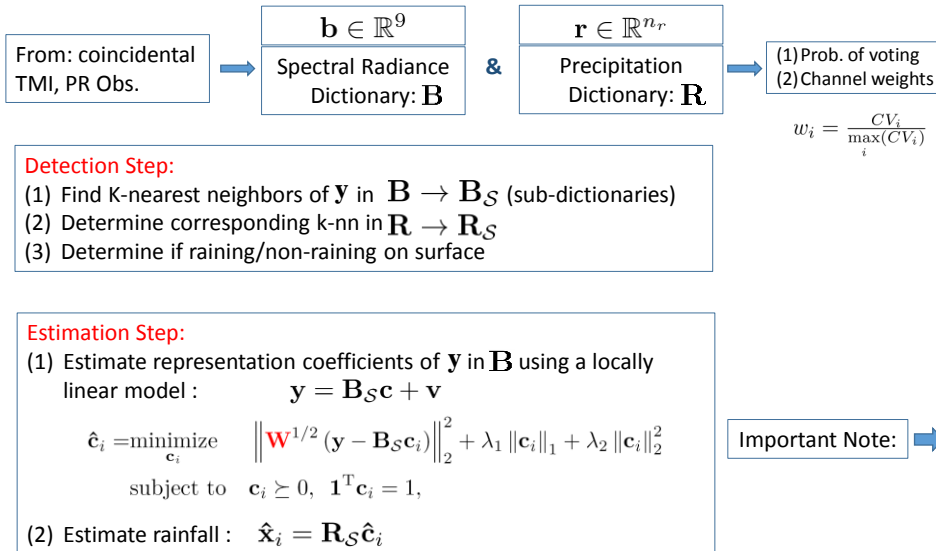 From: coincidental
TMI, PR Obs.
b ∈ ℝ⁹
Spectral Radiance
Dictionary: B
&
r ∈ ℝⁿʳ
Precipitation
Dictionary: R
(1) Prob. of voting
(2) Channel weights
w_i = CV_i / max_i(CV_i)
Detection Step:
(1) Find K-nearest neighbors of y in B → B_S (sub-dictionaries)
(2) Determine corresponding k-nn in R → R_S
(3) Determine if raining/non-raining on surface
Estimation Step:
(1) Estimate representation coefficients of y in B using a locally
linear model : y = B_S c + v
ĉ_i = minimize_{c_i} ‖W^{1/2} (y − B_S c_i)‖₂² + λ₁ ‖c_i‖₁ + λ₂ ‖c_i‖₂²
subject to c_i ⪰ 0, 1ᵀc_i = 1,
(2) Estimate rainfall : x̂_i = R_S ĉ_i
Important Note: